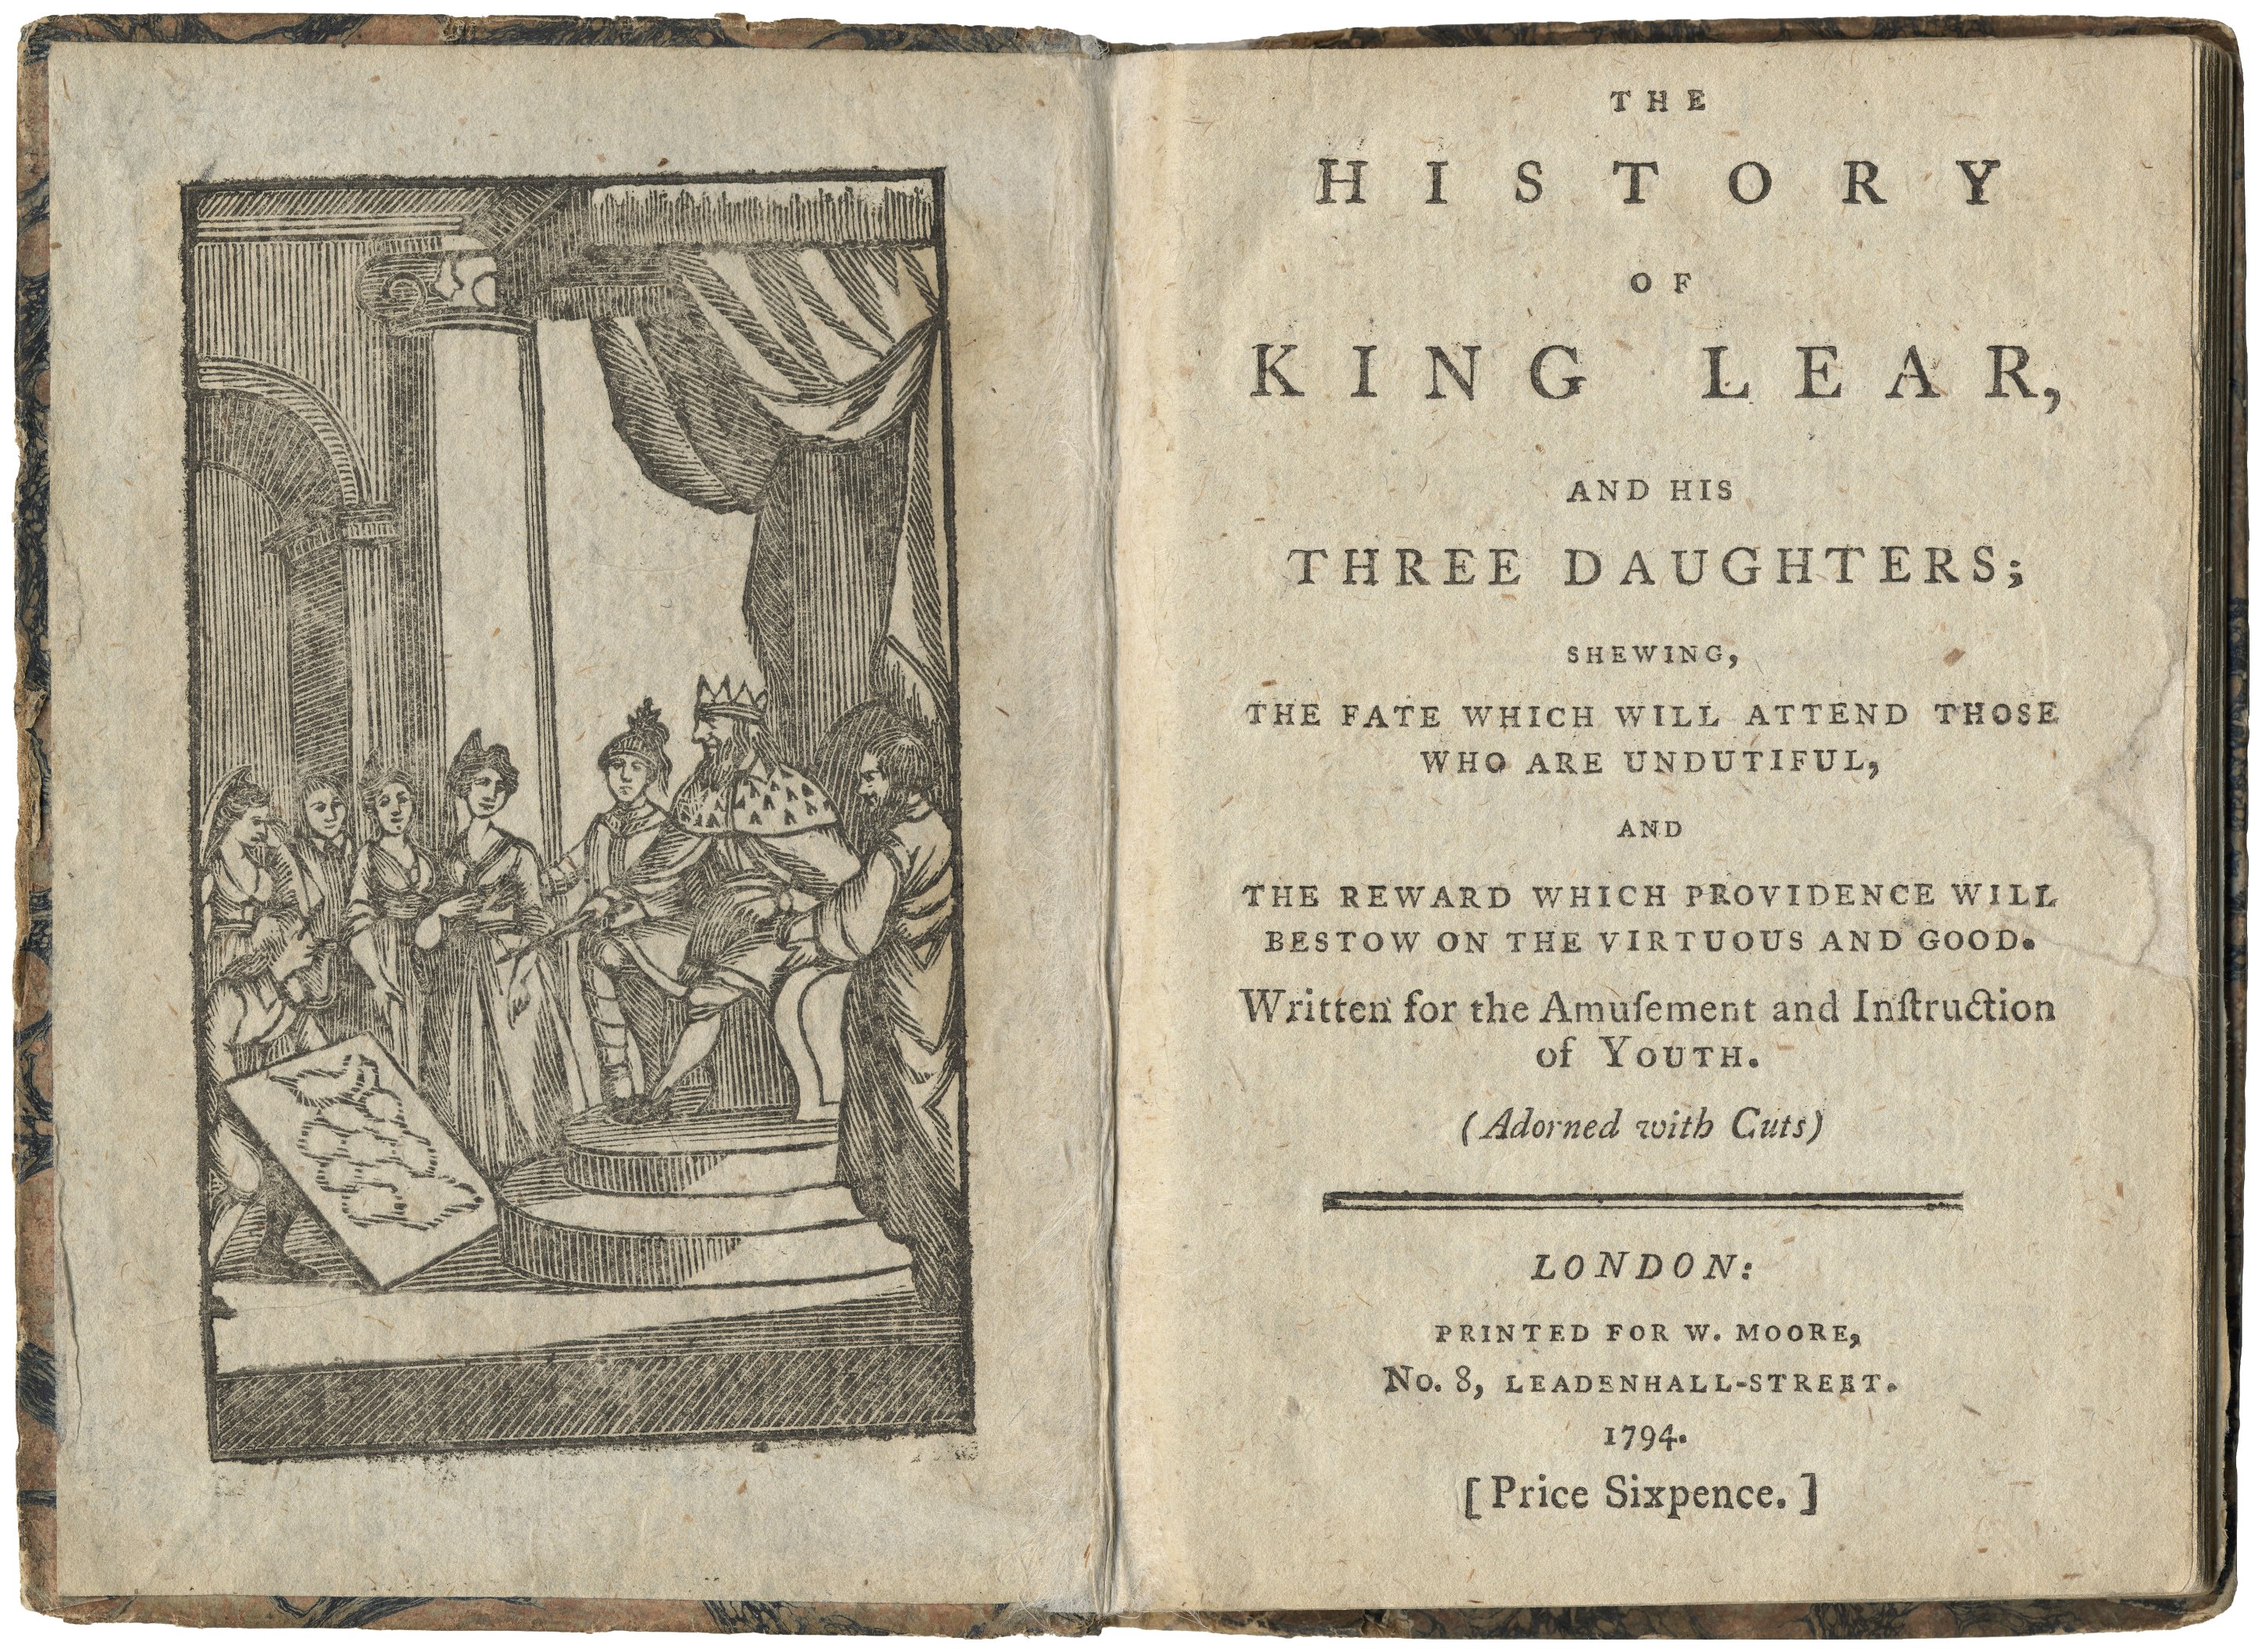 THE
HISTORY
OF
KING LEAR,
AND HIS
THREE DAUGHTERS;
SHEWING,
THE FATE WHICH WILL ATTEND THOSE
WHO ARE UNDUTIFUL,
AND
THE REWARD WHICH PROVIDENCE WILL
BESTOW ON THE VIRTUOUS AND GOOD.
Written for the Amuſement and Inſtruction
of YOUTH.
(Adorned with Cuts)
LONDON:
PRINTED FOR W. MOORE,
No. 8, LEADENHALL-STREET.
1794.
[Price Sixpence.]